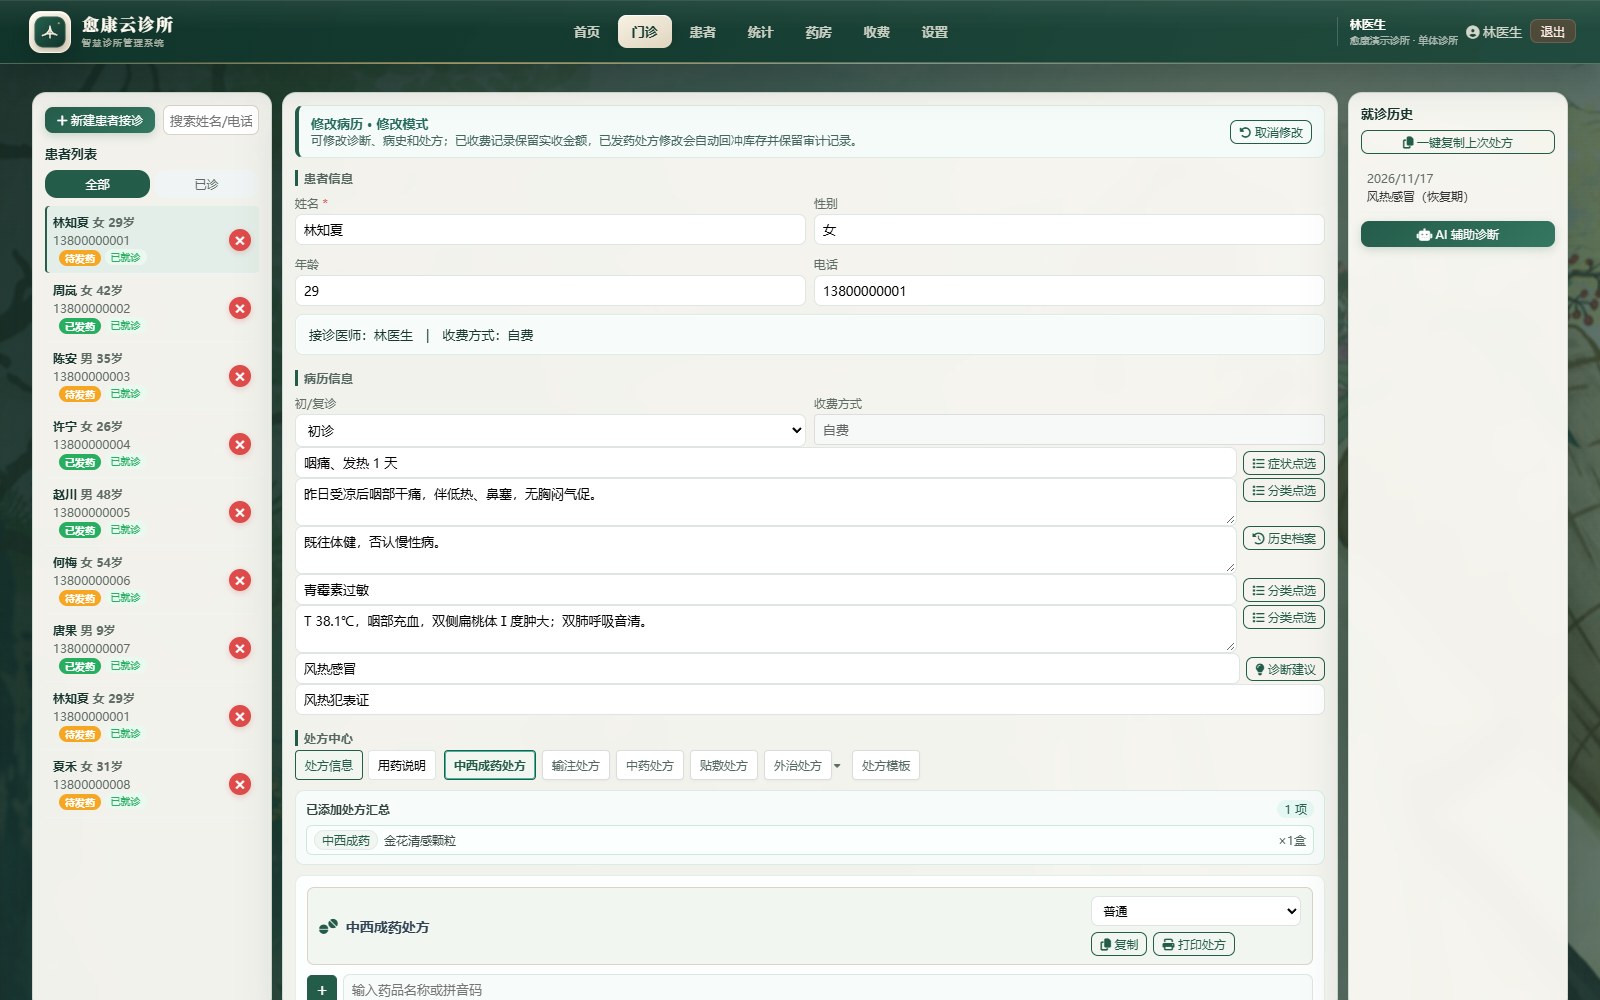 愈康云诊所
智慧诊所管理系统
首页 门诊 患者 统计 药房 收费 设置
林医生
愈康演示诊所 · 单体诊所
林医生
退出
新建患者接诊
搜索姓名/电话
患者列表
全部 已诊
林知夏 女 29岁
13800000001
待发药 已就诊
周岚 女 42岁
13800000002
已发药 已就诊
陈安 男 35岁
13800000003
待发药 已就诊
许宁 女 26岁
13800000004
已发药 已就诊
赵川 男 48岁
13800000005
已发药 已就诊
何梅 女 54岁
13800000006
待发药 已就诊
唐果 男 9岁
13800000007
已发药 已就诊
林知夏 女 29岁
13800000001
待发药 已就诊
夏禾 女 31岁
13800000008
待发药 已就诊
修改病历 • 修改模式
可修改诊断、病史和处方；已收费记录保留实收金额，已发药处方修改会自动回冲库存并保留审计记录。
取消修改
患者信息
姓名 * 性别
林知夏 女
年龄 电话
29 13800000001
接诊医师：林医生 | 收费方式：自费
病历信息
初/复诊 收费方式
初诊 自费
咽痛、发热 1 天 症状点选
昨日受凉后咽部干痛，伴低热、鼻塞，无胸闷气促。 分类点选
既往体健，否认慢性病。 历史档案
青霉素过敏 分类点选
T 38.1℃，咽部充血，双侧扁桃体 I 度肿大；双肺呼吸音清。 分类点选
风热感冒 诊断建议
风热犯表证
处方中心
处方信息 用药说明 中西成药处方 输注处方 中药处方 贴敷处方 外治处方 处方模板
已添加处方汇总 1 项
中西成药 金花清感颗粒 ×1盒
中西成药处方
普通
复制 打印处方
+ 输入药品名称或拼音码
就诊历史
一键复制上次处方
2026/11/17
风热感冒（恢复期）
AI 辅助诊断